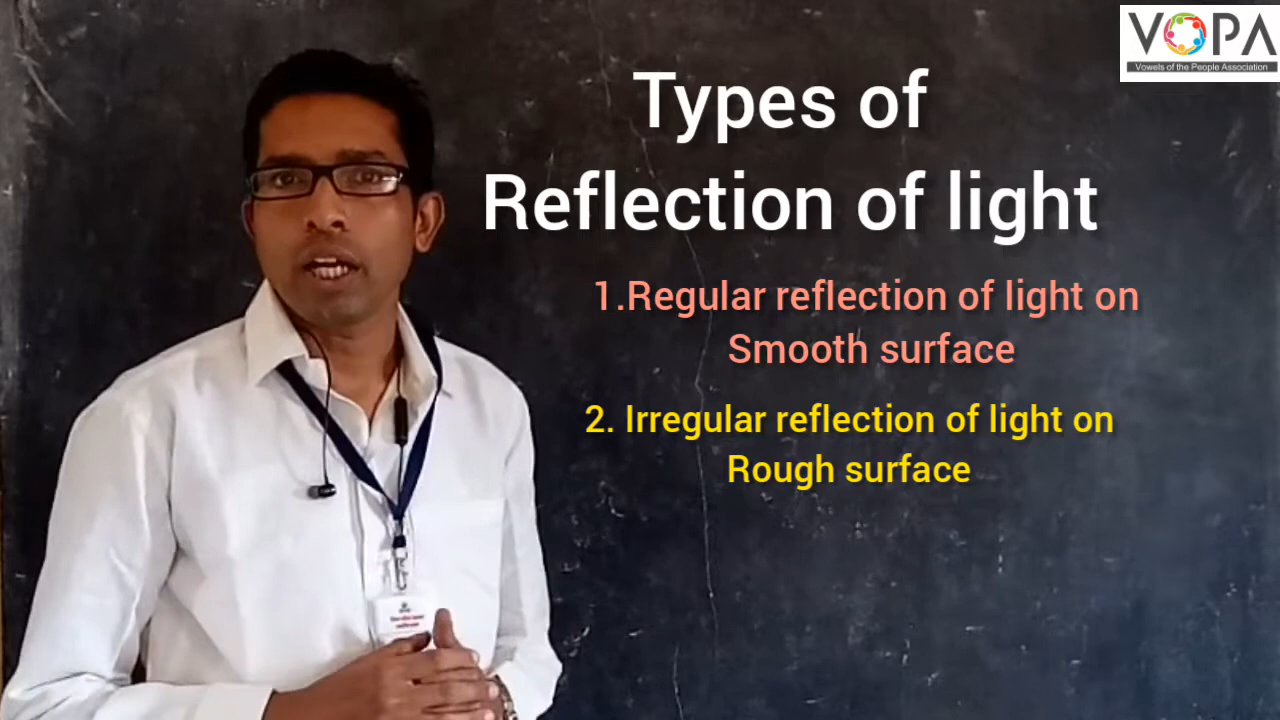 VOPA
Vowels of the People Association
Types of
Reflection of light
1.Regular reflection of light on
Smooth surface
2. Irregular reflection of light on
Rough surface